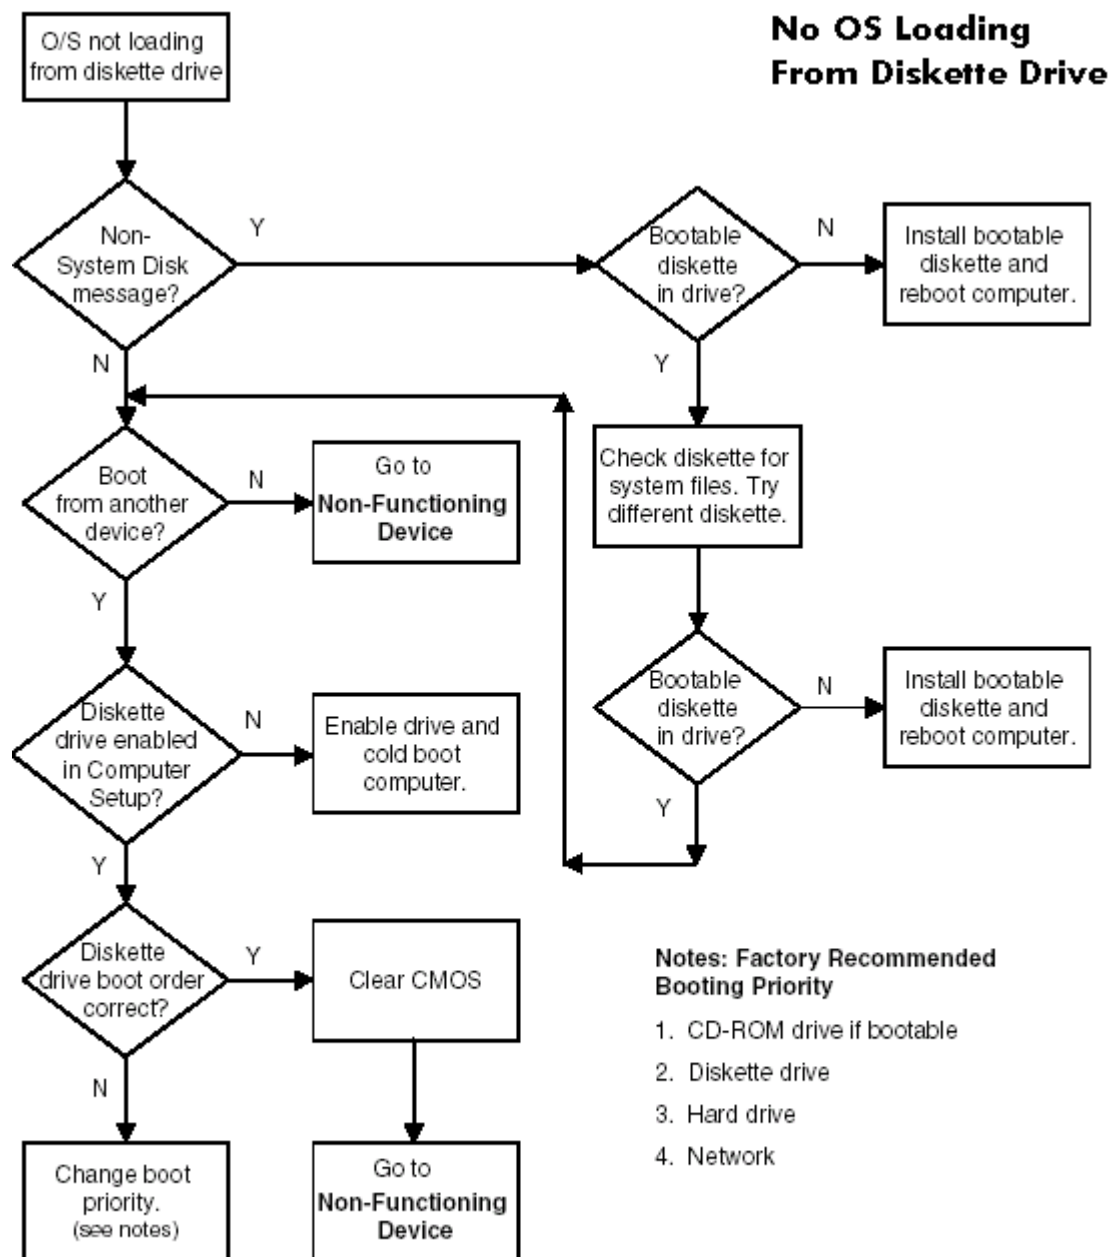 No OS Loading
From Diskette Drive
O/S not loading
from diskette drive
Non-
System Disk
message?
Y
N
Bootable
diskette
in drive?
N
Install bootable
diskette and
reboot computer.
Y
Check diskette for
system files. Try
different diskette.
Bootable
diskette
in drive?
N
Install bootable
diskette and
reboot computer.
Y
Boot
from another
device?
N
Go to
Non-Functioning
Device
Y
Diskette
drive enabled
in Computer
Setup?
N
Enable drive and
cold boot
computer.
Y
Diskette
drive boot order
correct?
Y
Clear CMOS
Go to
Non-Functioning
Device
N
Change boot
priority.
(see notes)
Notes: Factory Recommended
Booting Priority
1. CD-ROM drive if bootable
2. Diskette drive
3. Hard drive
4. Network